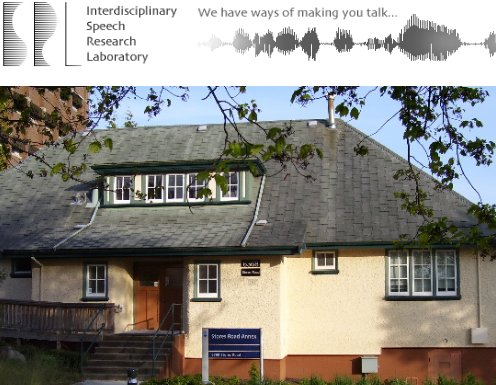 Interdisciplinary
Speech
Research
Laboratory
We have ways of making you talk...
Stores Road Annex